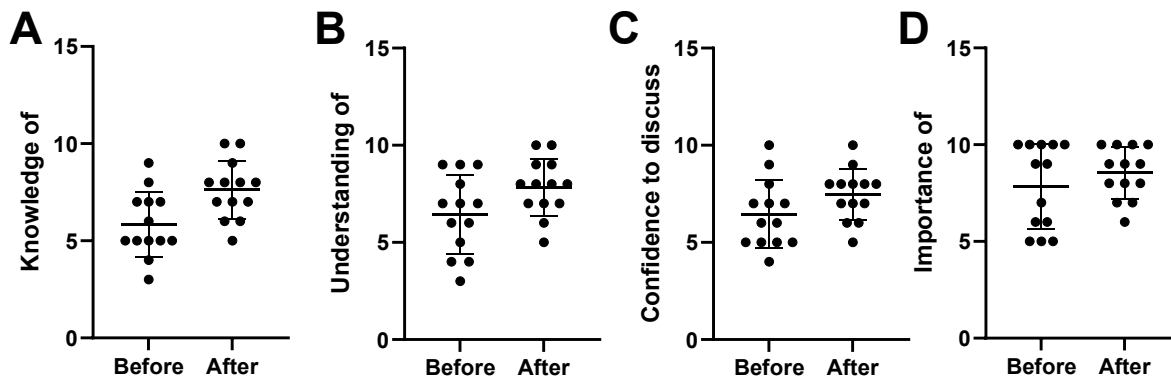 A
Knowledge of
15
10
5
0
Before After
B
Understanding of
15
10
5
0
Before After
C
Confidence to discuss
15
10
5
0
Before After
D
Importance of
15
10
5
0
Before After